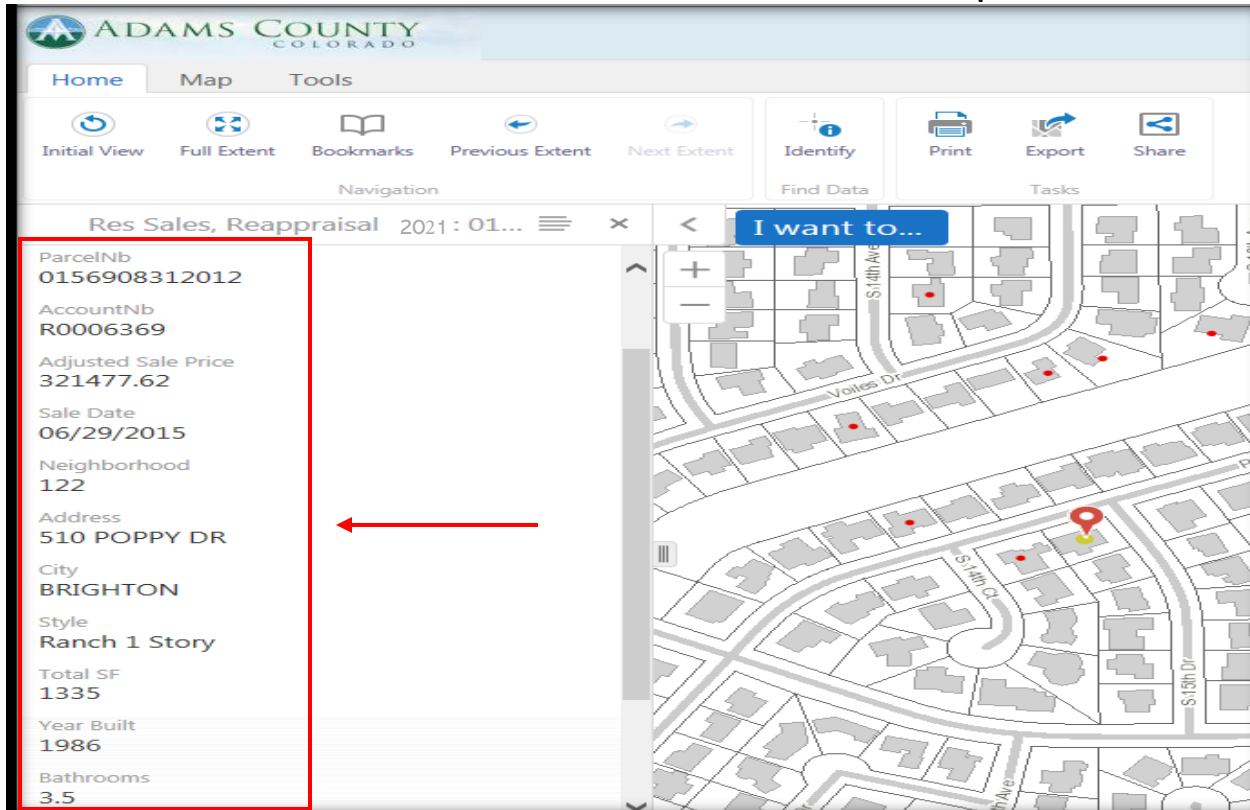 ADAMS COUNTY
COLORADO
Home Map Tools
Initial View Full Extent Bookmarks Previous Extent Next Extent Identify Print Export Share
Navigation Find Data Tasks
Res Sales, Reappraisal 2021: 01...
I want to...
ParcelNb
0156908312012
AccountNb
R0006369
Adjusted Sale Price
321477.62
Sale Date
06/29/2015
Neighborhood
122
Address
510 POPPY DR
City
BRIGHTON
Style
Ranch 1 Story
Total SF
1335
Year Built
1986
Bathrooms
3.5
S 14th Ave
Voiles Dr
S 14th Ct
S 15th Dr